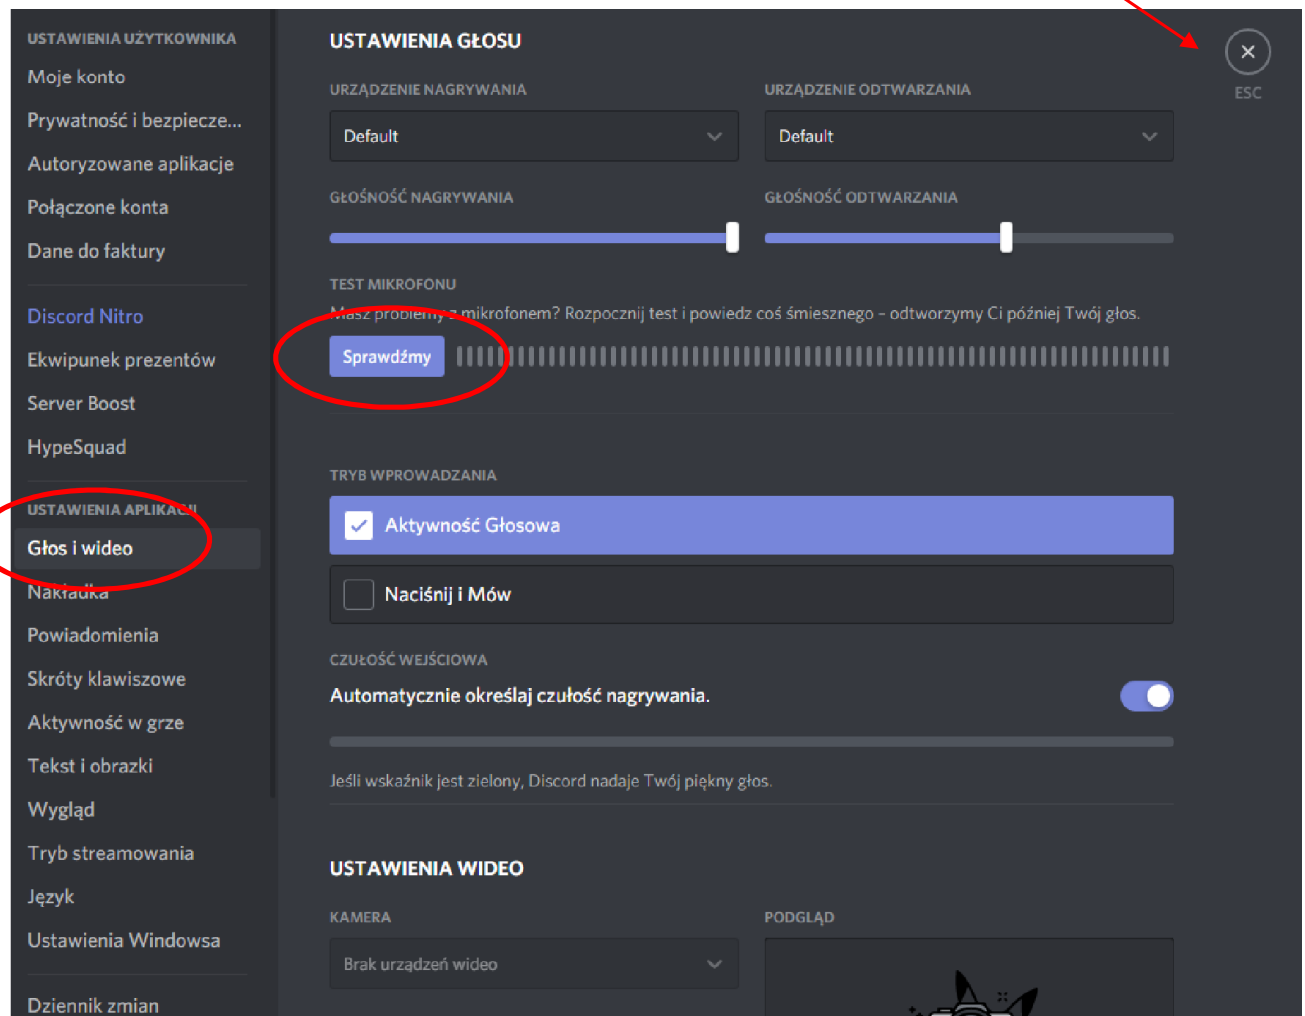 USTAWIENIA UŻYTKOWNIKA
Moje konto
Prywatność i bezpiecze...
Autoryzowane aplikacje
Połączone konta
Dane do faktury
Discord Nitro
Ekwipunek prezentów
Server Boost
HypeSquad
USTAWIENIA APLIKACJI
Głos i wideo
Nakładka
Powiadomienia
Skróty klawiszowe
Aktywność w grze
Tekst i obrazki
Wygląd
Tryb streamowania
Język
Ustawienia Windowsa
Dziennik zmian
USTAWIENIA GŁOSU
URZĄDZENIE NAGRYWANIA
Default
URZĄDZENIE ODTWARZANIA
Default
GŁOŚNOŚĆ NAGRYWANIA
GŁOŚNOŚĆ ODTWARZANIA
TEST MIKROFONU
Masz problemy z mikrofonem? Rozpocznij test i powiedz coś śmiesznego – odtworzymy Ci później Twój głos.
Sprawdźmy
TRYB WPROWADZANIA
Aktywność Głosowa
Naciśnij i Mów
CZUŁOŚĆ WEJŚCIOWA
Automatycznie określaj czułość nagrywania.
Jeśli wskaźnik jest zielony, Discord nadaje Twój piękny głos.
USTAWIENIA WIDEO
KAMERA
Brak urządzeń wideo
PODGLĄD
ESC